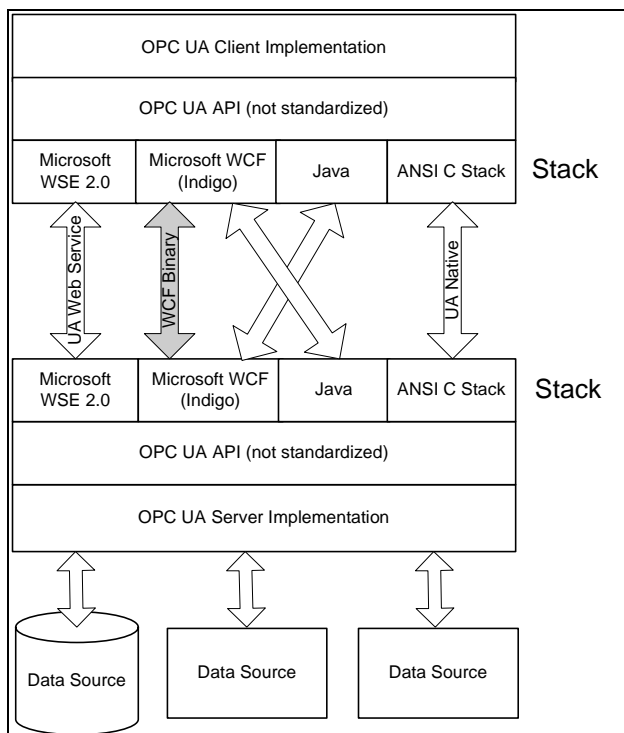 OPC UA Client Implementation
OPC UA API (not standardized)
Microsoft
WSE 2.0
Microsoft WCF
(Indigo)
Java
ANSI C Stack
Stack
UA Web Service
WCF Binary
UA Native
Microsoft
WSE 2.0
Microsoft WCF
(Indigo)
Java
ANSI C Stack
Stack
OPC UA API (not standardized)
OPC UA Server Implementation
Data Source
Data Source
Data Source